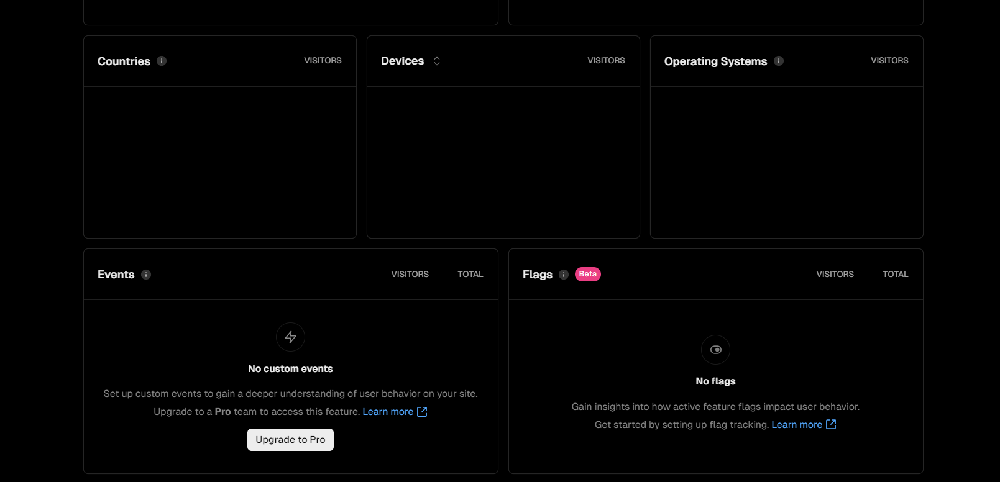 Countries
VISITORS
Devices
VISITORS
Operating Systems
VISITORS
Events
VISITORS
TOTAL
No custom events
Set up custom events to gain a deeper understanding of user behavior on your site.
Upgrade to a Pro team to access this feature. Learn more
Upgrade to Pro
Flags
Beta
VISITORS
TOTAL
No flags
Gain insights into how active feature flags impact user behavior.
Get started by setting up flag tracking. Learn more